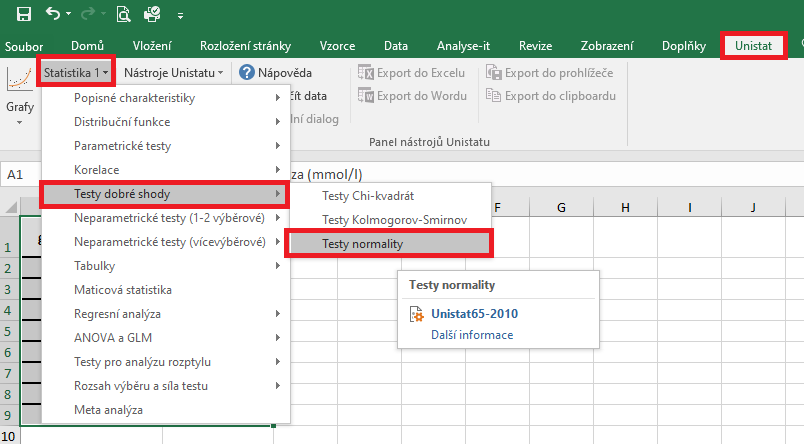 Soubor Domů Vložení Rozložení stránky Vzorce Data Analyse-it Revize Zobrazení Doplňky Unistat
Statistika 1 Nástroje Unistatu ? Nápověda Export do Excelu Export do prohlížeče
Grafy Popisné charakteristiky čít data Export do Wordu Export do clipboardu
Distribuční funkce lní dialog
Parametrické testy Panel nástrojů Unistatu
Korelace
A1 za (mmol/l)
Testy dobré shody Testy Chi-kvadrát
F G H I J
Neparametrické testy (1-2 výběrové) Testy Kolmogorov-Smirnov
1 g Neparametrické testy (vícevýběrové) Testy normality
2 Tabulky
3 Maticová statistika Testy normality
4 Regresní analýza Unistat65-2010
5 ANOVA a GLM Další informace
6 Testy pro analýzu rozptylu
7 Rozsah výběru a síla testu
8 Meta analýza
9
10